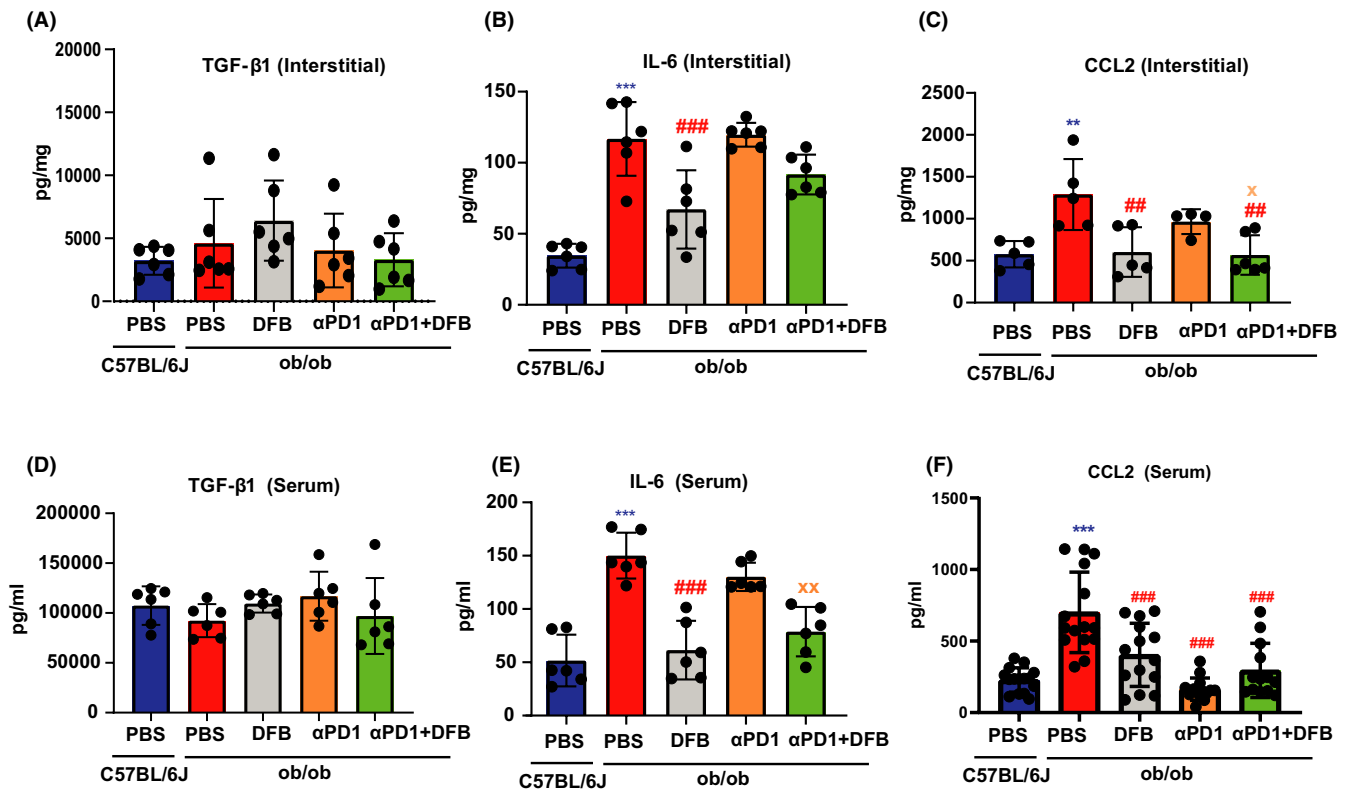 (A)
TGF-β1 (Interstitial)
pg/mg
20000
15000
10000
5000
0
PBS PBS DFB αPD1 αPD1+DFB
C57BL/6J ob/ob
(B)
IL-6 (Interstitial)
pg/mg
150
100
50
0
***
###
PBS PBS DFB αPD1 αPD1+DFB
C57BL/6J ob/ob
(C)
CCL2 (Interstitial)
pg/mg
2500
2000
1500
1000
500
0
**
##
x
##
PBS PBS DFB αPD1 αPD1+DFB
C57BL/6J ob/ob
(D)
TGF-β1 (Serum)
pg/ml
200000
150000
100000
50000
0
PBS PBS DFB αPD1 αPD1+DFB
C57BL/6J ob/ob
(E)
IL-6 (Serum)
pg/ml
200
150
100
50
0
***
###
xx
PBS PBS DFB αPD1 αPD1+DFB
C57BL/6J ob/ob
(F)
CCL2 (Serum)
pg/ml
1500
1000
500
0
***
###
###
###
PBS PBS DFB αPD1 αPD1+DFB
C57BL/6J ob/ob